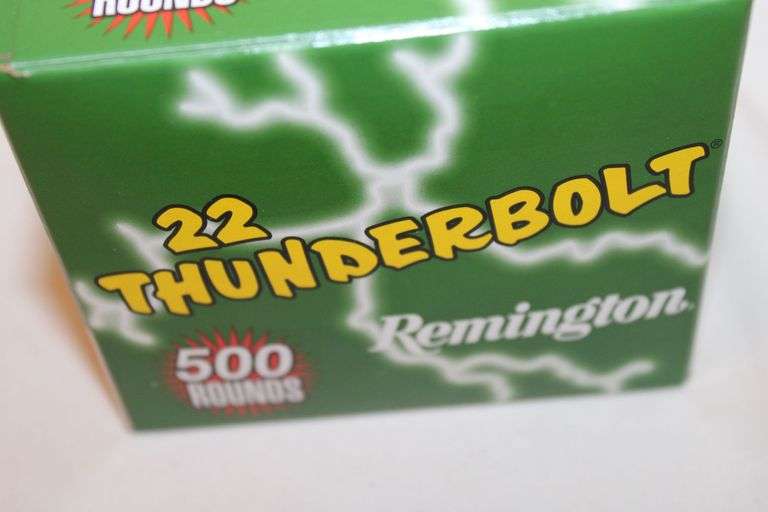 ROUNDS
22
THUNDERBOLT®
Remington.
500
ROUNDS